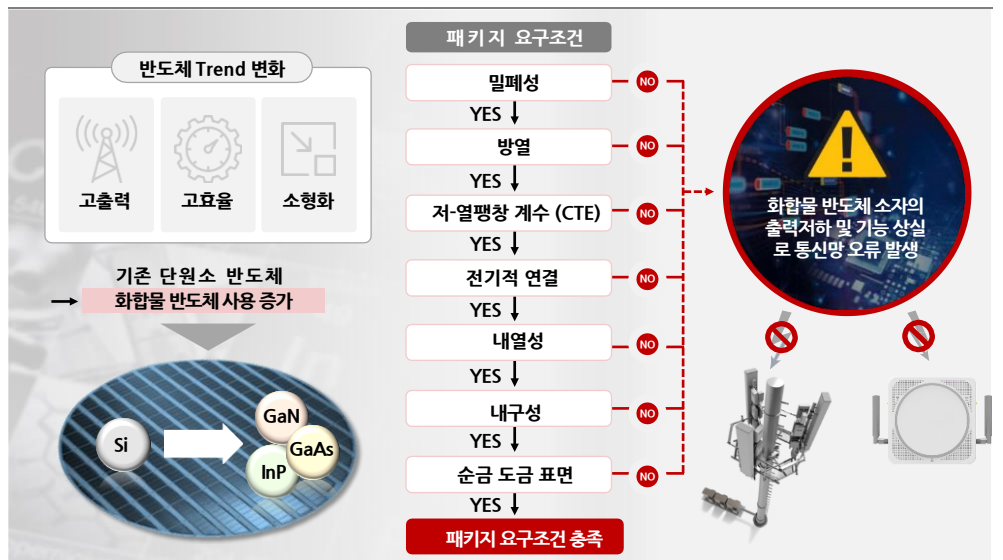 반도체 Trend 변화
고출력
고효율
소형화
기존 단원소 반도체
화합물 반도체 사용 증가
Si
GaN
GaAs
InP
패키지 요구조건
밀폐성
NO
YES
방열
NO
YES
저-열팽창 계수 (CTE)
NO
YES
전기적 연결
NO
YES
내열성
NO
YES
내구성
NO
YES
순금 도금 표면
NO
YES
패키지 요구조건 충족
화합물 반도체 소자의
출력저하 및 기능 상실
로 통신망 오류 발생